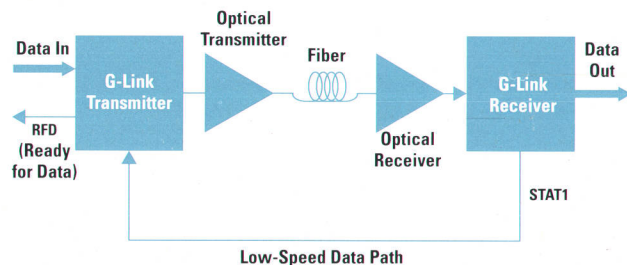 Data In
G-Link
Transmitter
RFD
(Ready
for Data)
Optical
Transmitter
Fiber
Optical
Receiver
G-Link
Receiver
Data
Out
STAT1
Low-Speed Data Path